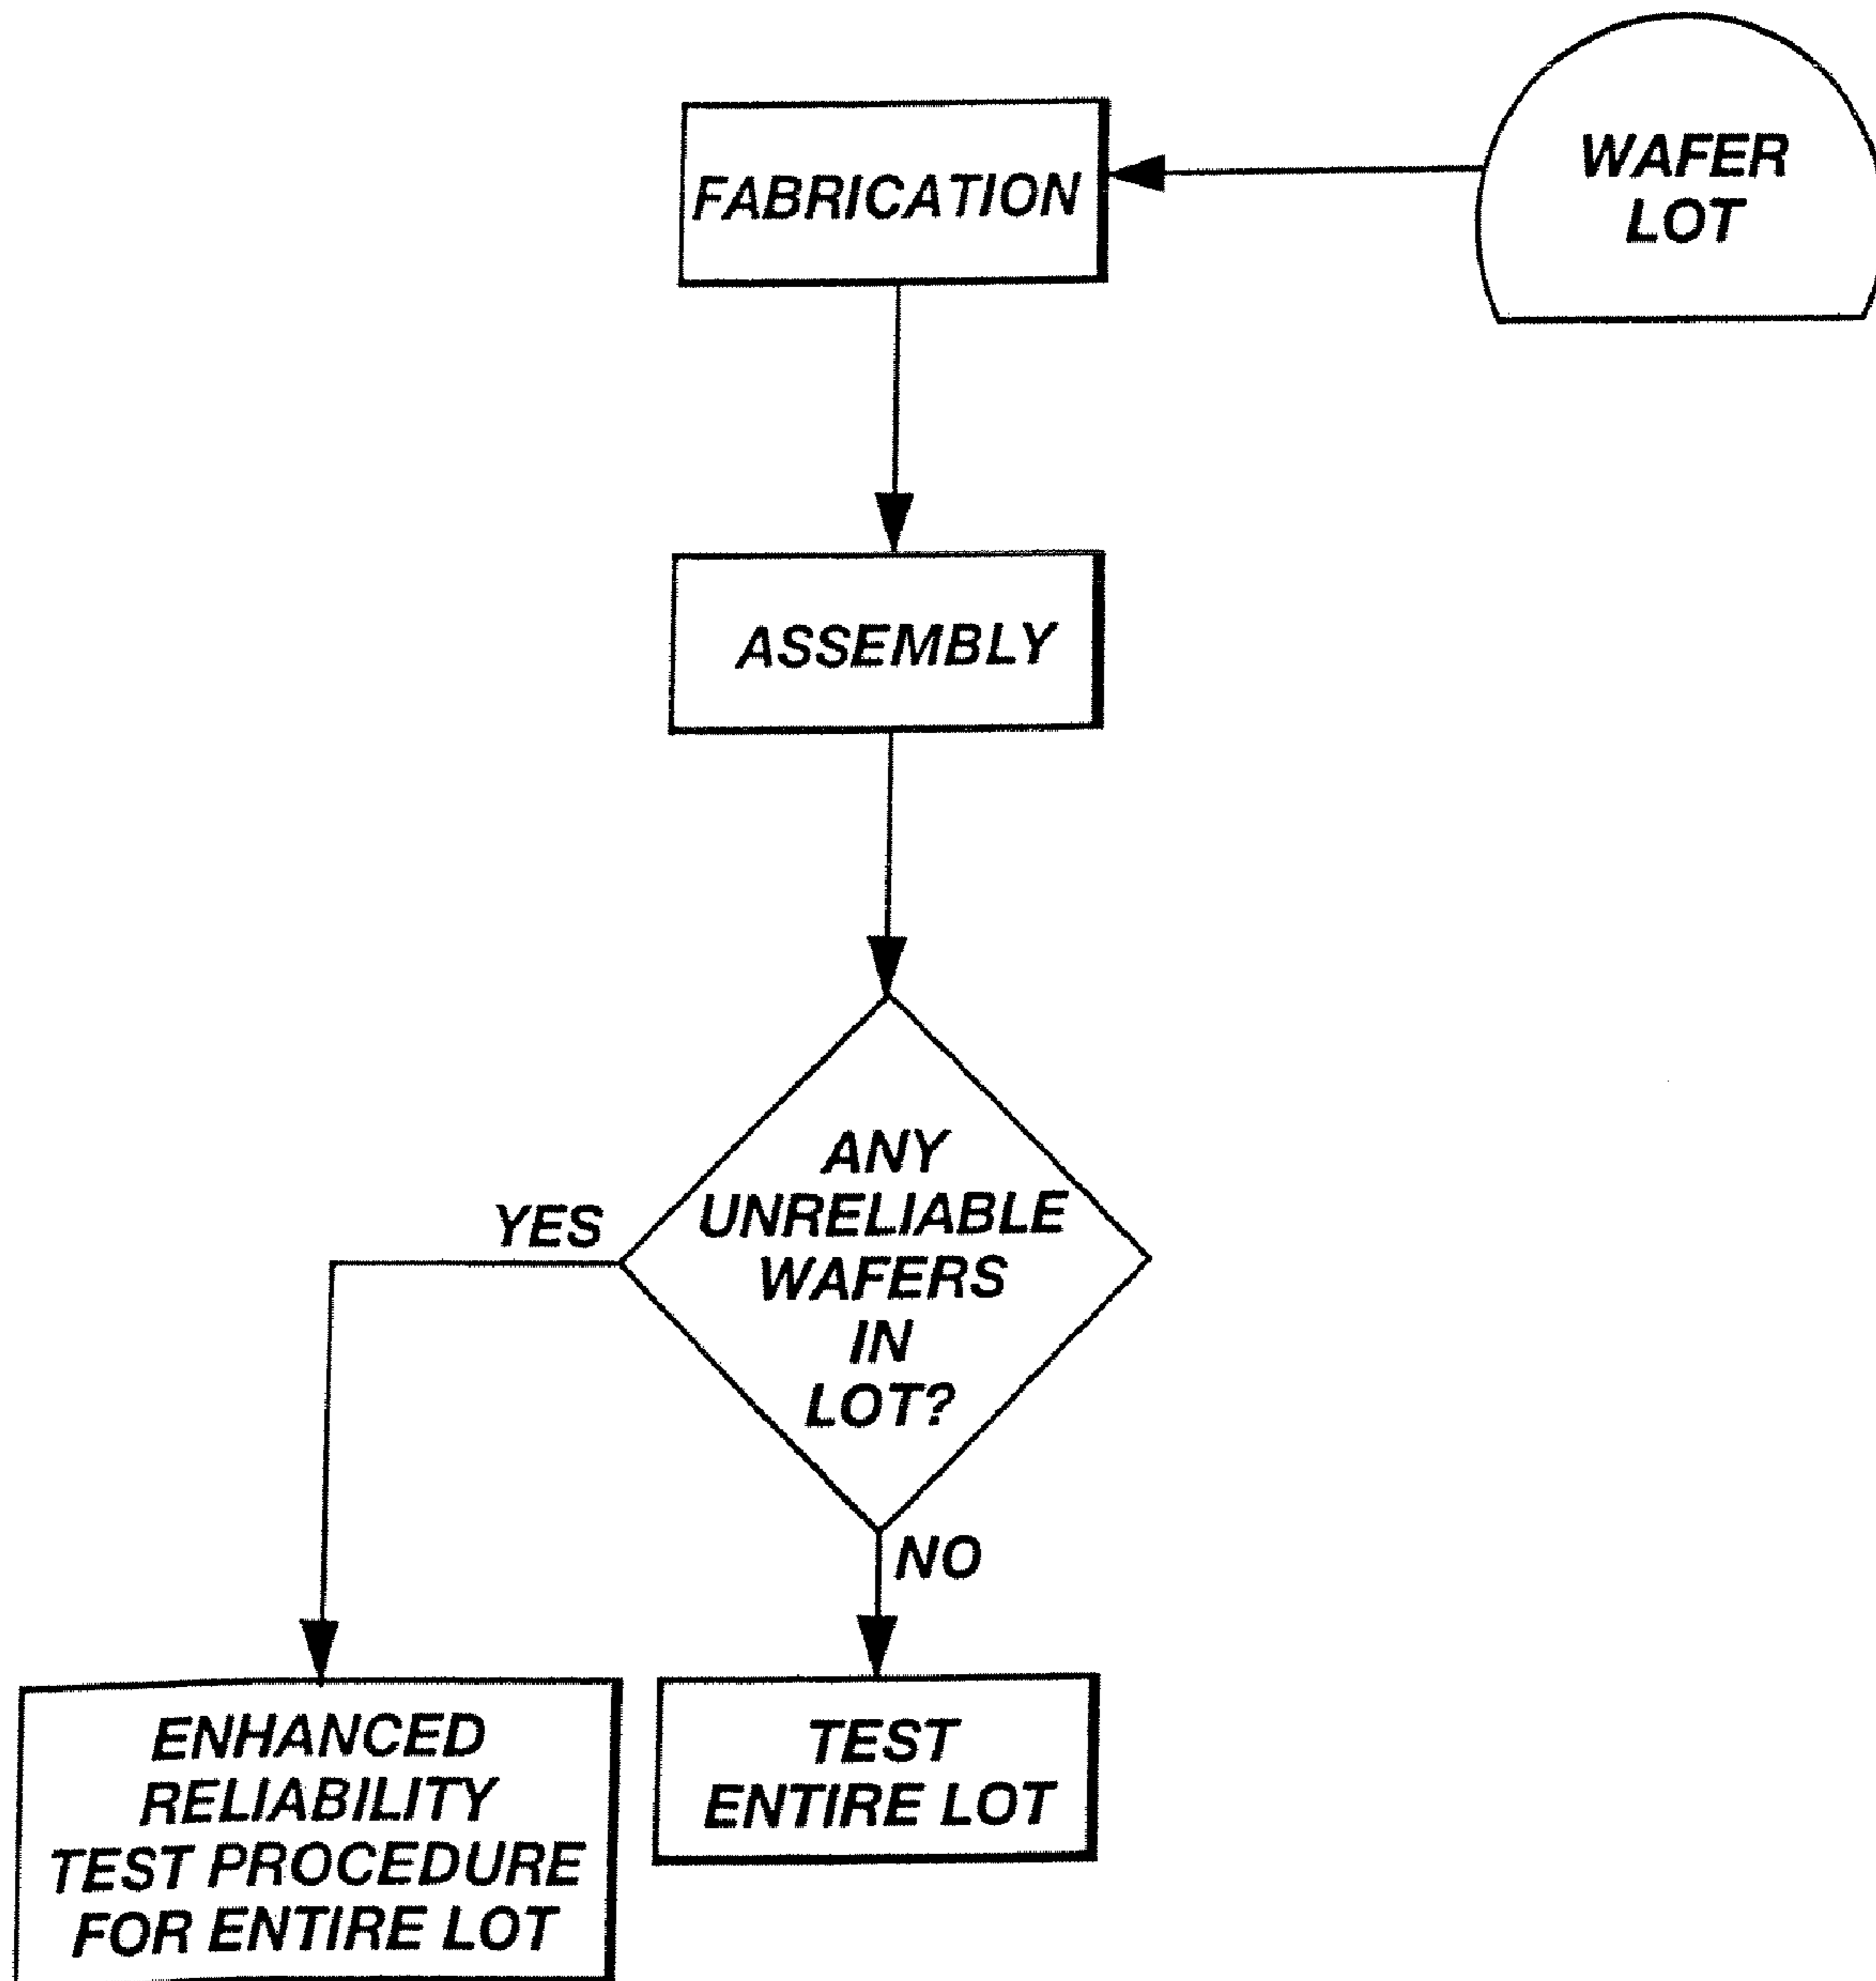 WAFER
LOT
FABRICATION
ASSEMBLY
ANY
UNRELIABLE
WAFERS
IN
LOT?
YES
NO
ENHANCED
RELIABILITY
TEST PROCEDURE
FOR ENTIRE LOT
TEST
ENTIRE LOT